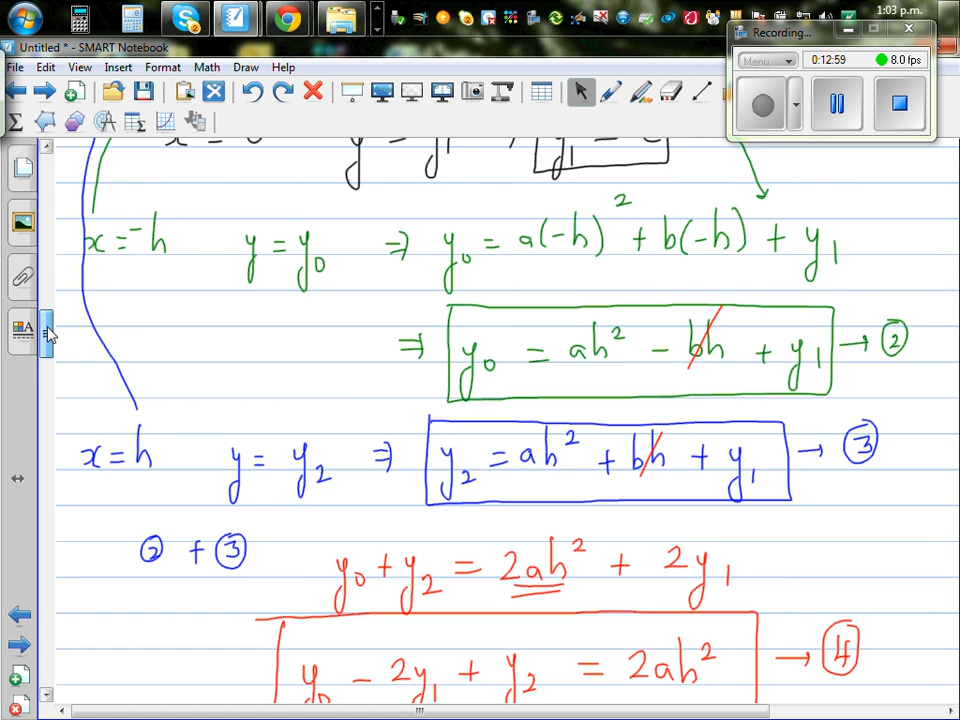 1:03 p.m.
Untitled * - SMART Notebook
Recording...
File Edit View Insert Format Math Draw Help
Menu 0:12:59 8.0 fps
y = y₁
x = -h y = y₀ ⇒ y₀ = a(-h)² + b(-h) + y₁
⇒ y₀ = ah² - bh + y₁ → ②
x = h y = y₂ ⇒ y₂ = ah² + bh + y₁ → ③
② + ③
y₀ + y₂ = 2ah² + 2y₁
y₀ - 2y₁ + y₂ = 2ah² → ④